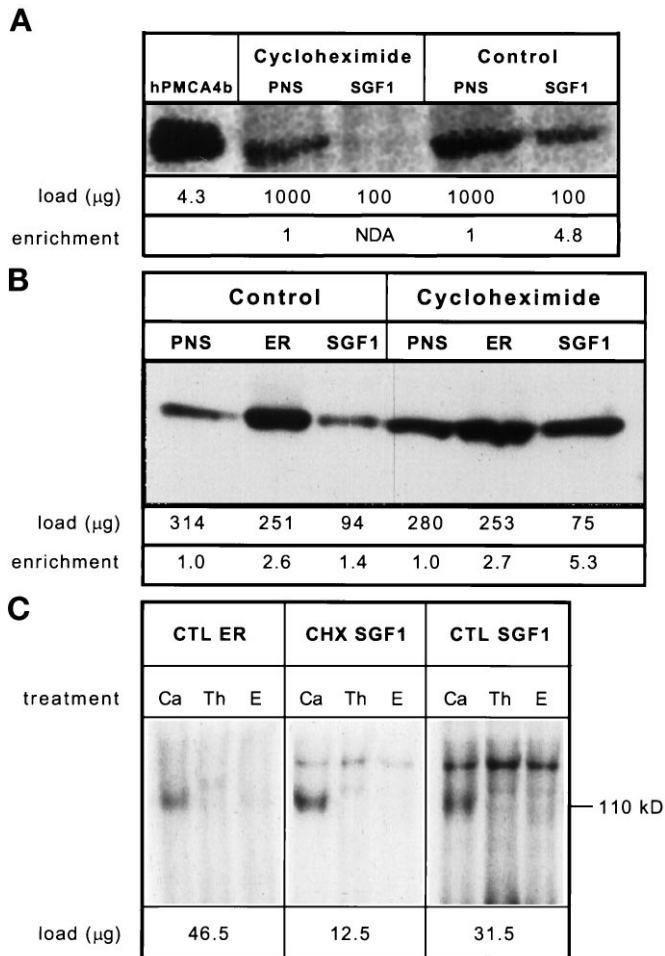 A
Cycloheximide Control
hPMCA4b PNS SGF1 PNS SGF1
load (μg) 4.3 1000 100 1000 100
enrichment 1 NDA 1 4.8
B
Control Cycloheximide
PNS ER SGF1 PNS ER SGF1
load (μg) 314 251 94 280 253 75
enrichment 1.0 2.6 1.4 1.0 2.7 5.3
C
CTL ER CHX SGF1 CTL SGF1
treatment Ca Th E Ca Th E Ca Th E
110 kD
load (μg) 46.5 12.5 31.5